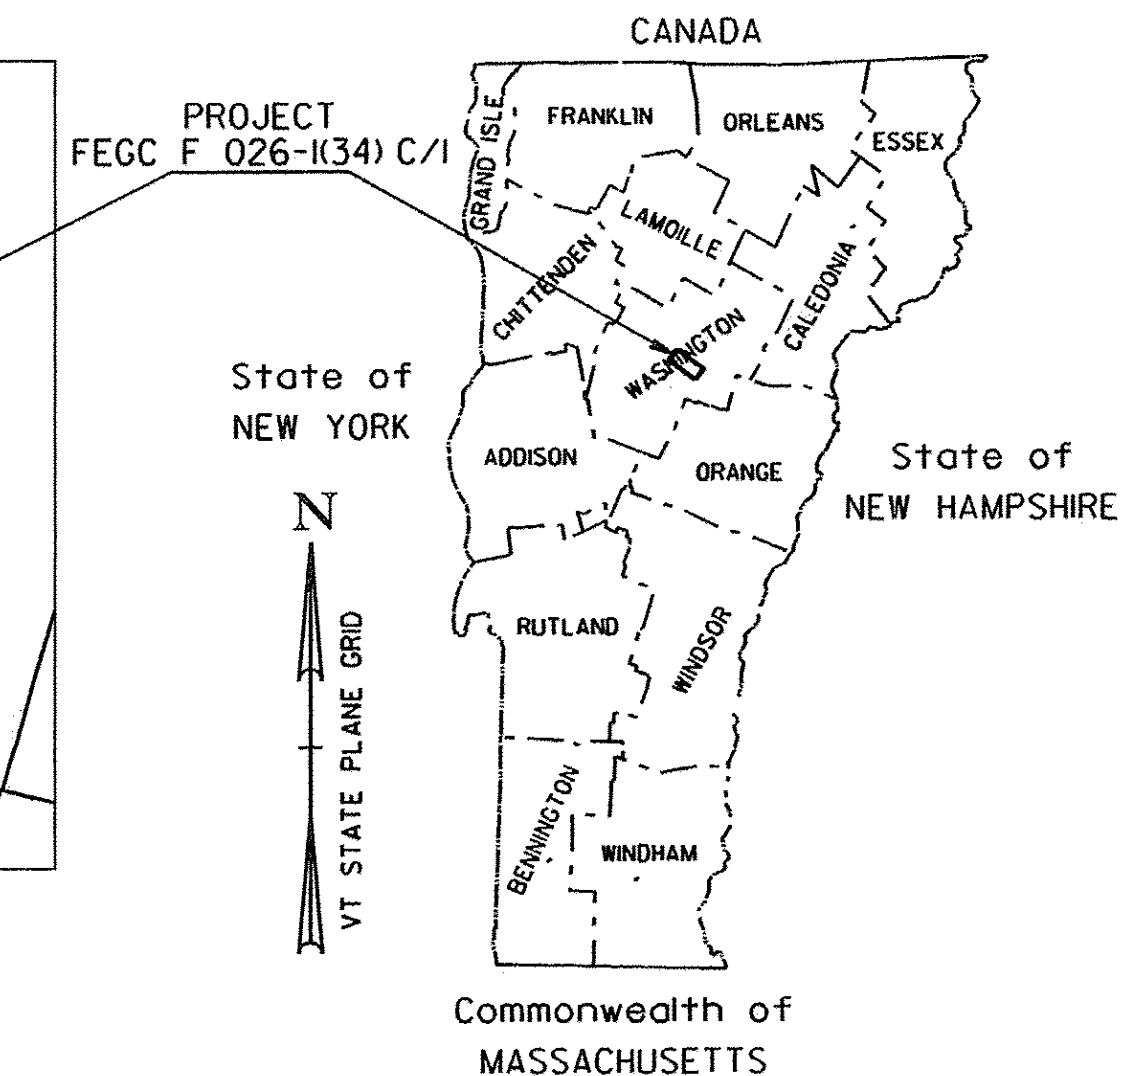 CANADA
PROJECT
FEGC F 026-1(34) C/1
GRAND ISLE
FRANKLIN
ORLEANS
ESSEX
LAMOILLE
CHITTENDEN
CALEDONIA
WASHINGTON
State of
NEW YORK
ADDISON
ORANGE
State of
NEW HAMPSHIRE
N
VT STATE PLANE GRID
RUTLAND
WINDSOR
BENNINGTON
WINDHAM
Commonwealth of
MASSACHUSETTS